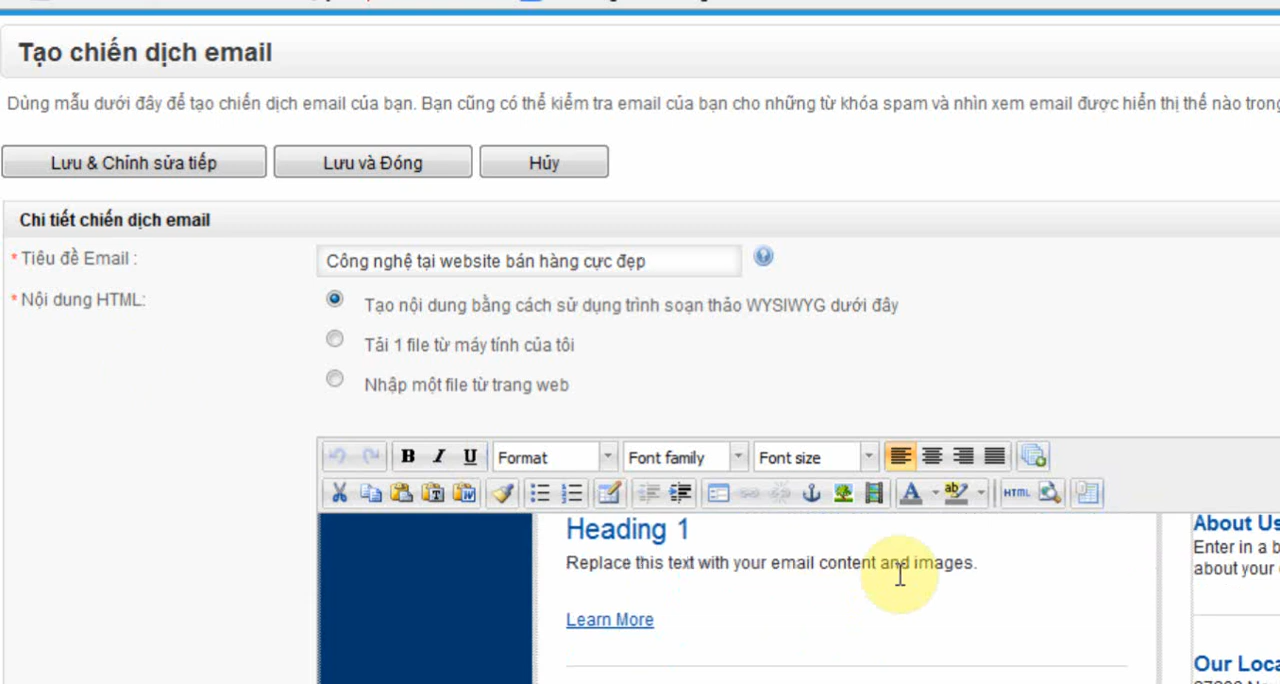 Tạo chiến dịch email
Dùng mẫu dưới đây để tạo chiến dịch email của bạn. Bạn cũng có thể kiểm tra email của bạn cho những từ khóa spam và nhìn xem email được hiển thị thế nào trong
Lưu & Chỉnh sửa tiếp Lưu và Đóng Hủy
Chi tiết chiến dịch email
* Tiêu đề Email : Công nghệ tại website bán hàng cực đẹp
* Nội dung HTML: Tạo nội dung bằng cách sử dụng trình soạn thảo WYSIWYG dưới đây
Tải 1 file từ máy tính của tôi
Nhập một file từ trang web
B I U Format Font family Font size
HTML
Heading 1
Replace this text with your email content and images.
Learn More
About Us
Enter in a b
about your
Our Loca